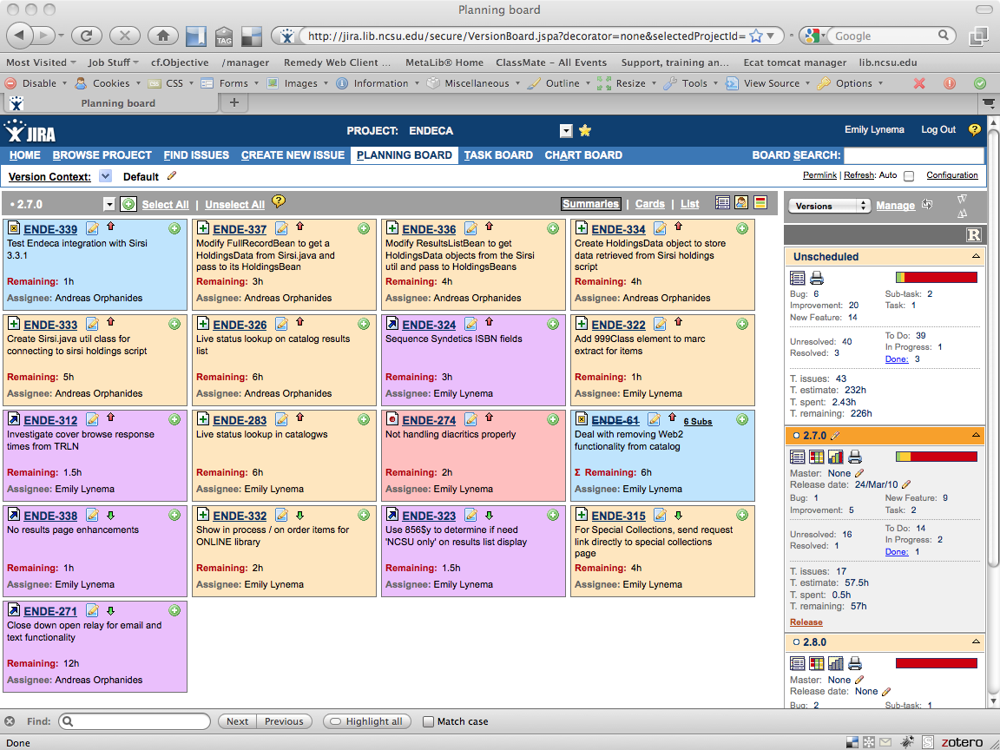 Planning board
http://jira.lib.ncsu.edu/secure/VersionBoard.jspa?decorator=none&selectedProjectId=
Google
TAG
Most Visited Job Stuff cf.Objective /manager Remedy Web Client ... MetaLib® Home ClassMate – All Events Support, training an... Ecat tomcat manager lib.ncsu.edu
Disable Cookies CSS Forms Images Information Miscellaneous Outline Resize Tools View Source Options
Planning board
JIRA
PROJECT: ENDECA
Emily Lynema Log Out
HOME BROWSE PROJECT FIND ISSUES CREATE NEW ISSUE PLANNING BOARD TASK BOARD CHART BOARD BOARD SEARCH:
Version Context: Default
Permlink | Refresh: Auto Configuration
• 2.7.0 Select All | Unselect All Summaries | Cards | List
Versions Manage
R
ENDE-339
Test Endeca integration with Sirsi
3.3.1
Remaining: 1h
Assignee: Andreas Orphanides
ENDE-337
Modify FullRecordBean to get a
HoldingsData from Sirsi.java and
pass to its HoldingsBean
Remaining: 3h
Assignee: Andreas Orphanides
ENDE-336
Modify ResultsListBean to get
HoldingsData objects from the Sirsi
util and pass to HoldingsBeans
Remaining: 4h
Assignee: Andreas Orphanides
ENDE-334
Create HoldingsData object to store
data retrieved from Sirsi holdings
script
Remaining: 4h
Assignee: Andreas Orphanides
ENDE-333
Create Sirsi.java util class for
connecting to sirsi holdings script
Remaining: 5h
Assignee: Andreas Orphanides
ENDE-326
Live status lookup on catalog results
list
Remaining: 6h
Assignee: Andreas Orphanides
ENDE-324
Sequence Syndetics ISBN fields
Remaining: 3h
Assignee: Emily Lynema
ENDE-322
Add 999Class element to marc
extract for items
Remaining: 1h
Assignee: Emily Lynema
ENDE-312
Investigate cover browse response
times from TRLN
Remaining: 1.5h
Assignee: Emily Lynema
ENDE-283
Live status lookup in catalogws
Remaining: 6h
Assignee: Emily Lynema
ENDE-274
Not handling diacritics properly
Remaining: 2h
Assignee: Emily Lynema
ENDE-61 6 Subs
Deal with removing Web2
functionality from catalog
Σ Remaining: 6h
Assignee: Emily Lynema
ENDE-338
No results page enhancements
Remaining: 1h
Assignee: Emily Lynema
ENDE-332
Show in process / on order items for
ONLINE library
Remaining: 2h
Assignee: Emily Lynema
ENDE-323
Use 856$y to determine if need
'NCSU only' on results list display
Remaining: 1.5h
Assignee: Emily Lynema
ENDE-315
For Special Collections, send request
link directly to special collections
page
Remaining: 4h
Assignee: Emily Lynema
ENDE-271
Close down open relay for email and
text functionality
Remaining: 12h
Assignee: Andreas Orphanides
Unscheduled
Bug: 6 Sub-task: 2
Improvement: 20 Task: 1
New Feature: 14
Unresolved: 40 To Do: 39
Resolved: 3 In Progress: 1
Done: 3
T. issues: 43
T. estimate: 232h
T. spent: 2.43h
T. remaining: 226h
2.7.0
Master: None
Release date: 24/Mar/10
Bug: 1 New Feature: 9
Improvement: 5 Task: 2
Unresolved: 16 To Do: 14
Resolved: 1 In Progress: 2
Done: 1
T. issues: 17
T. estimate: 57.5h
T. spent: 0.5h
T. remaining: 57h
Release
2.8.0
Master: None
Release date: None
Bug: 2 Sub-task: 1
Find: Next Previous Highlight all Match case
Done zotero